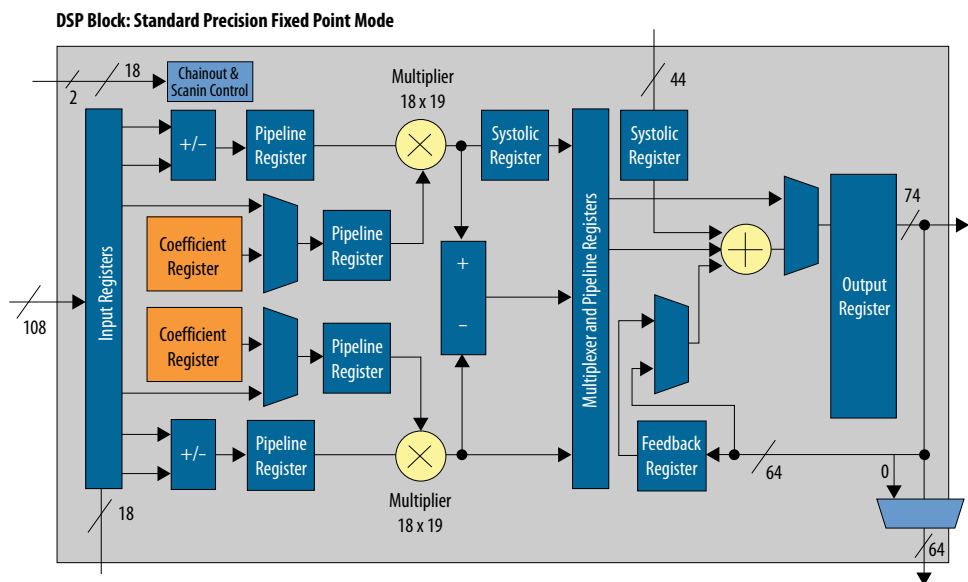 DSP Block: Standard Precision Fixed Point Mode
18
2
Chainout &
Scanin Control
44
Multiplier
18 x 19
+/–
Pipeline
Register
Systolic
Register
Systolic
Register
74
Input Registers
Coefficient
Register
Pipeline
Register
+
–
Multiplexer and Pipeline Registers
Output
Register
108
Coefficient
Register
Pipeline
Register
+/–
Pipeline
Register
Feedback
Register
64
0
Multiplier
18 x 19
18
64